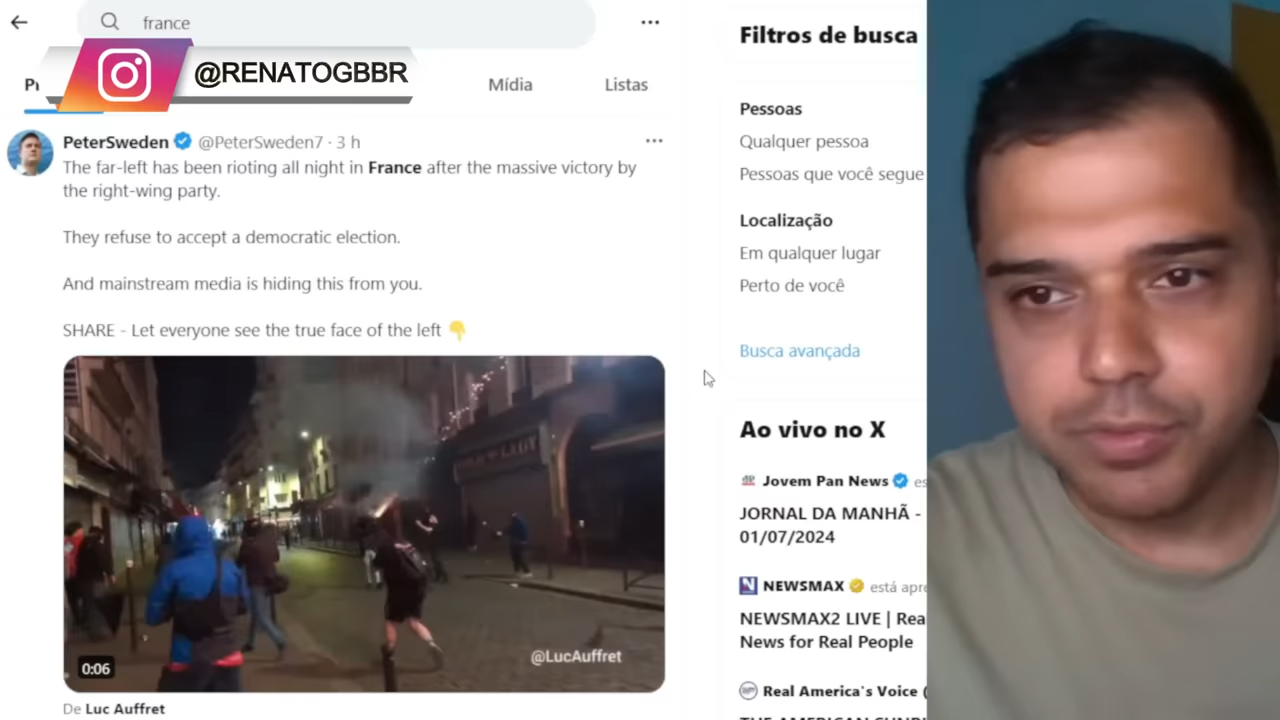 france
@RENATOGBBR
Mídia
Listas
PeterSweden @PeterSweden7 · 3 h
The far-left has been rioting all night in France after the massive victory by
the right-wing party.
They refuse to accept a democratic election.
And mainstream media is hiding this from you.
SHARE - Let everyone see the true face of the left 👇
@LucAuffret
0:06
De Luc Auffret
Filtros de busca
Pessoas
Qualquer pessoa
Pessoas que você segue
Localização
Em qualquer lugar
Perto de você
Busca avançada
Ao vivo no X
Jovem Pan News
JORNAL DA MANHÃ -
01/07/2024
NEWSMAX está
NEWSMAX2 LIVE |
News for Real People
Real America's Voice
THE AMERICAN